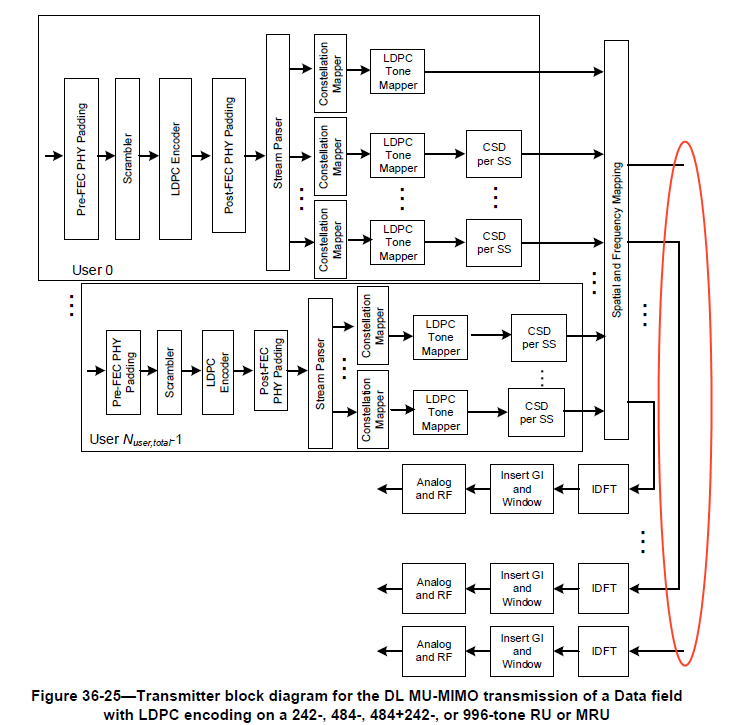 Pre-FEC PHY Padding
Scrambler
LDPC Encoder
Post-FEC PHY Padding
Stream Parser
Constellation
Mapper
LDPC
Tone
Mapper
Constellation
Mapper
LDPC
Tone
Mapper
CSD
per SS
Constellation
Mapper
LDPC
Tone
Mapper
CSD
per SS
Spatial and Frequency Mapping
User 0
Pre-FEC PHY
Padding
Scrambler
LDPC
Encoder
Post-FEC
PHY Padding
Stream Parser
Constellation
Mapper
LDPC
Tone
Mapper
CSD
per SS
Constellation
Mapper
LDPC
Tone
Mapper
CSD
per SS
User Nuser,total-1
Analog
and RF
Insert GI
and
Window
IDFT
Analog
and RF
Insert GI
and
Window
IDFT
Analog
and RF
Insert GI
and
Window
IDFT
Figure 36-25—Transmitter block diagram for the DL MU-MIMO transmission of a Data field
with LDPC encoding on a 242-, 484-, 484+242-, or 996-tone RU or MRU